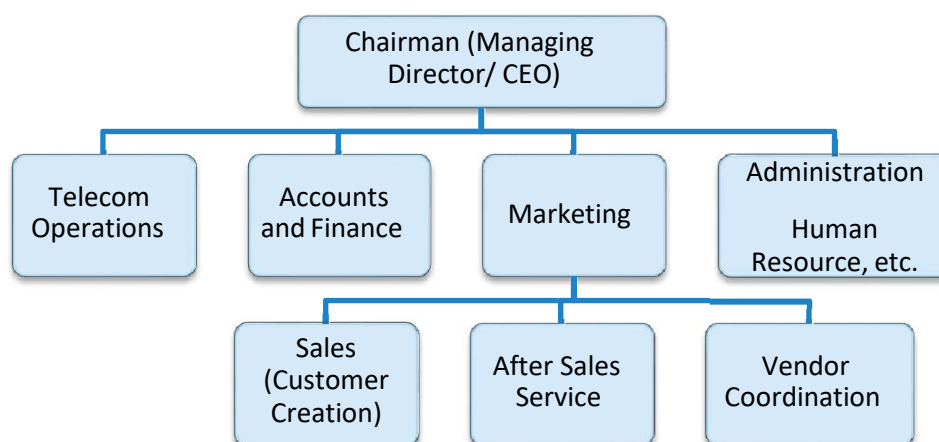 Chairman (Managing
Director/ CEO)
Telecom
Operations
Accounts
and Finance
Marketing
Administration
Human
Resource, etc.
Sales
(Customer
Creation)
After Sales
Service
Vendor
Coordination